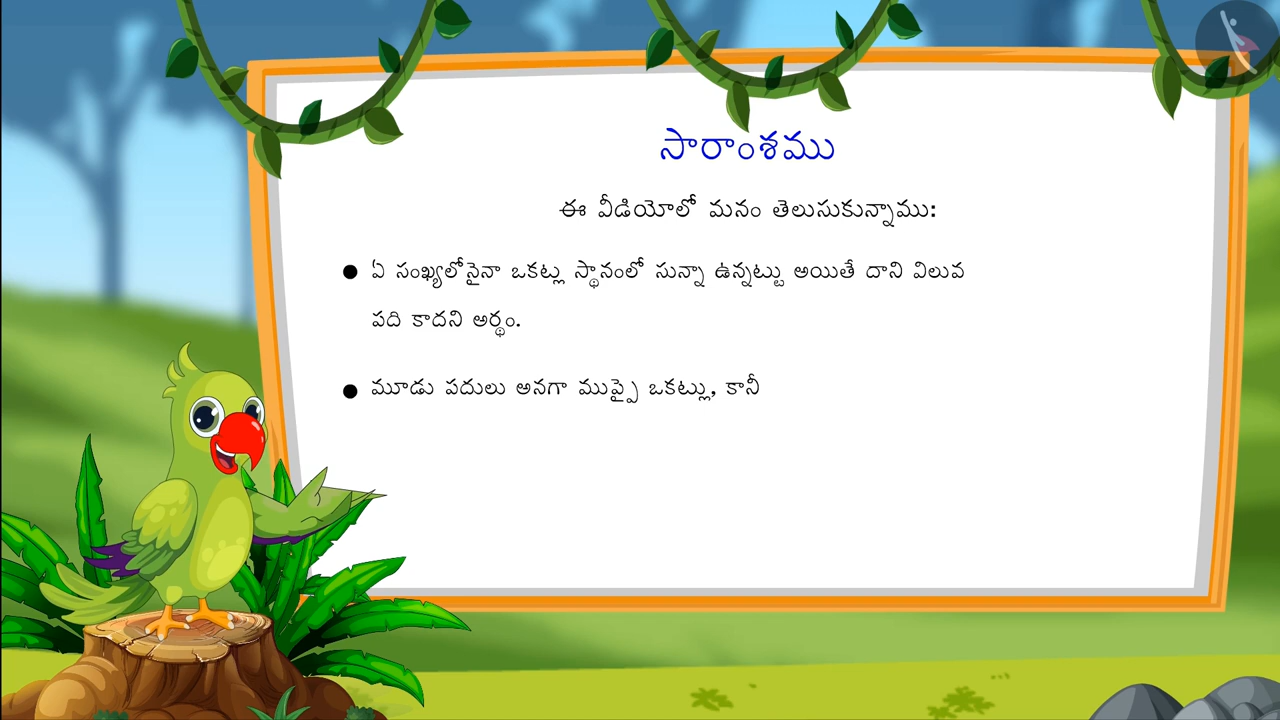 సారాంశము
ఈ వీడియోలో మనం తెలుసుకున్నాము:
● ఏ సంఖ్యలోనైనా ఒకట్ల స్థానంలో సున్నా ఉన్నట్టు అయితే దాని విలువ
పది కాదని అర్థం.
● మూడు పదులు అనగా ముప్పై ఒకట్లు, కానీ